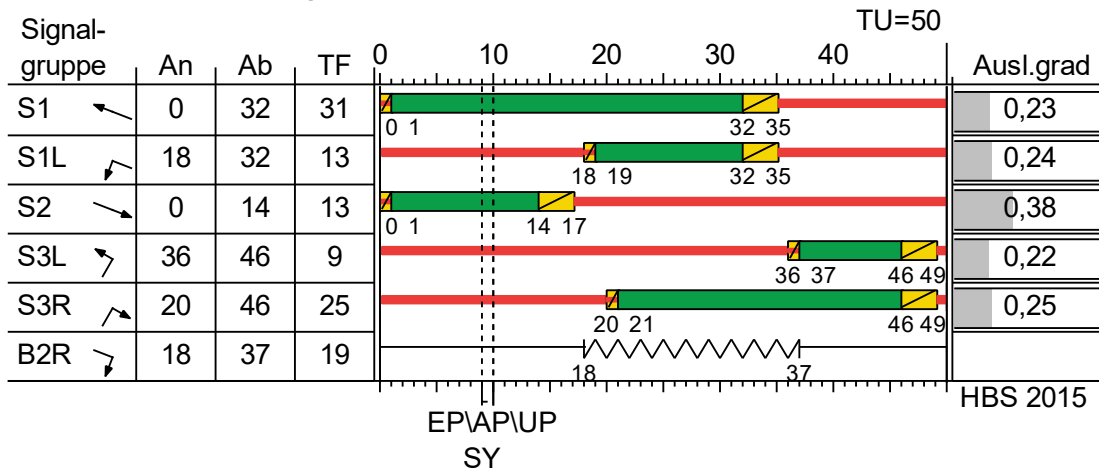 TU=50
Signal-
gruppe An Ab TF 0 10 20 30 40 Ausl.grad
S1 0 32 31 0,23
0 1 32 35
S1L 18 32 13 0,24
18 19 32 35
S2 0 14 13 0,38
0 1 14 17
S3L 36 46 9 0,22
36 37 46 49
S3R 20 46 25 0,25
20 21 46 49
B2R 18 37 19
18 37
HBS 2015
EP\AP\UP
SY